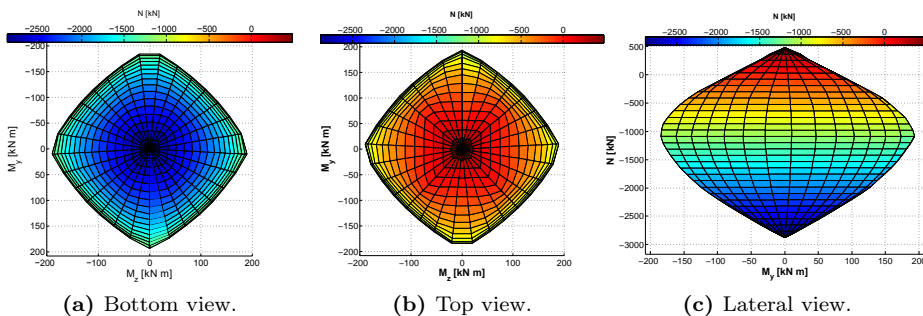 N [kN]
−2500 −2000 −1500 −1000 −500 0
−200
−150
−100
−50
0
50
100
150
200
M_y [kN m]
−200 −100 0 100 200
M_z [kN m]
(a) Bottom view.
N [kN]
−2500 −2000 −1500 −1000 −500 0
200
150
100
50
0
−50
−100
−150
−200
M_y [kN m]
−200 −100 0 100 200
M_z [kN m]
(b) Top view.
N [kN]
−2500 −2000 −1500 −1000 −500 0
500
0
−500
−1000
−1500
−2000
−2500
−3000
N [kN]
−200 −150 −100 −50 0 50 100 150 200
M_y [kN m]
(c) Lateral view.